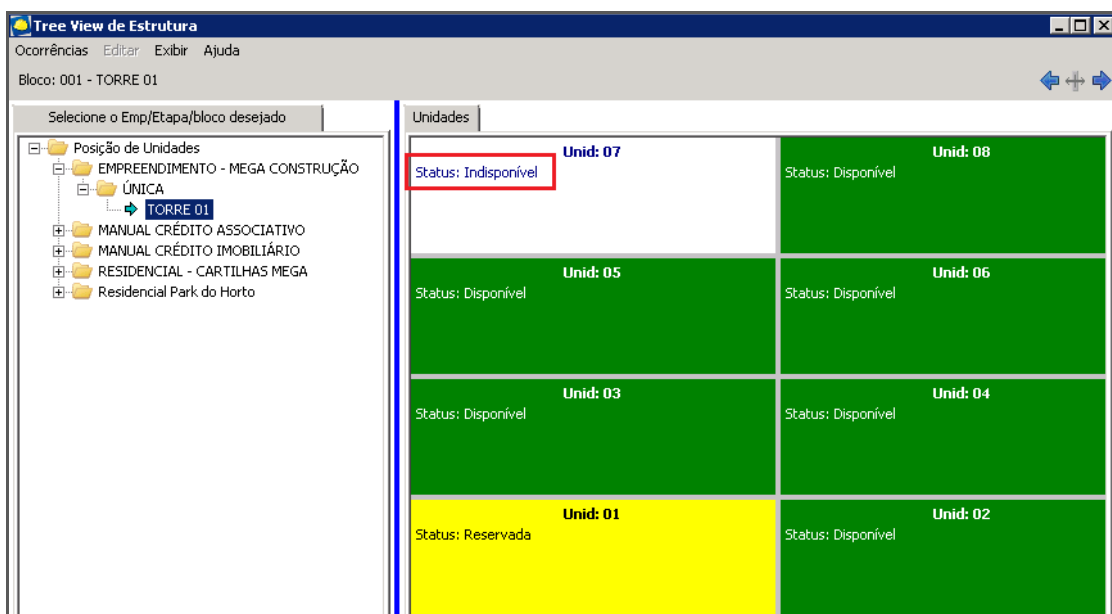 Tree View de Estrutura
Ocorrências Editar Exibir Ajuda
Bloco: 001 - TORRE 01
Selecione o Emp/Etapa/bloco desejado
Posição de Unidades
EMPREENDIMENTO - MEGA CONSTRUÇÃO
ÚNICA
TORRE 01
MANUAL CRÉDITO ASSOCIATIVO
MANUAL CRÉDITO IMOBILIÁRIO
RESIDENCIAL - CARTILHAS MEGA
Residencial Park do Horto
Unidades
Unid: 07
Status: Indisponível
Unid: 08
Status: Disponível
Unid: 05
Status: Disponível
Unid: 06
Status: Disponível
Unid: 03
Status: Disponível
Unid: 04
Status: Disponível
Unid: 01
Status: Reservada
Unid: 02
Status: Disponível